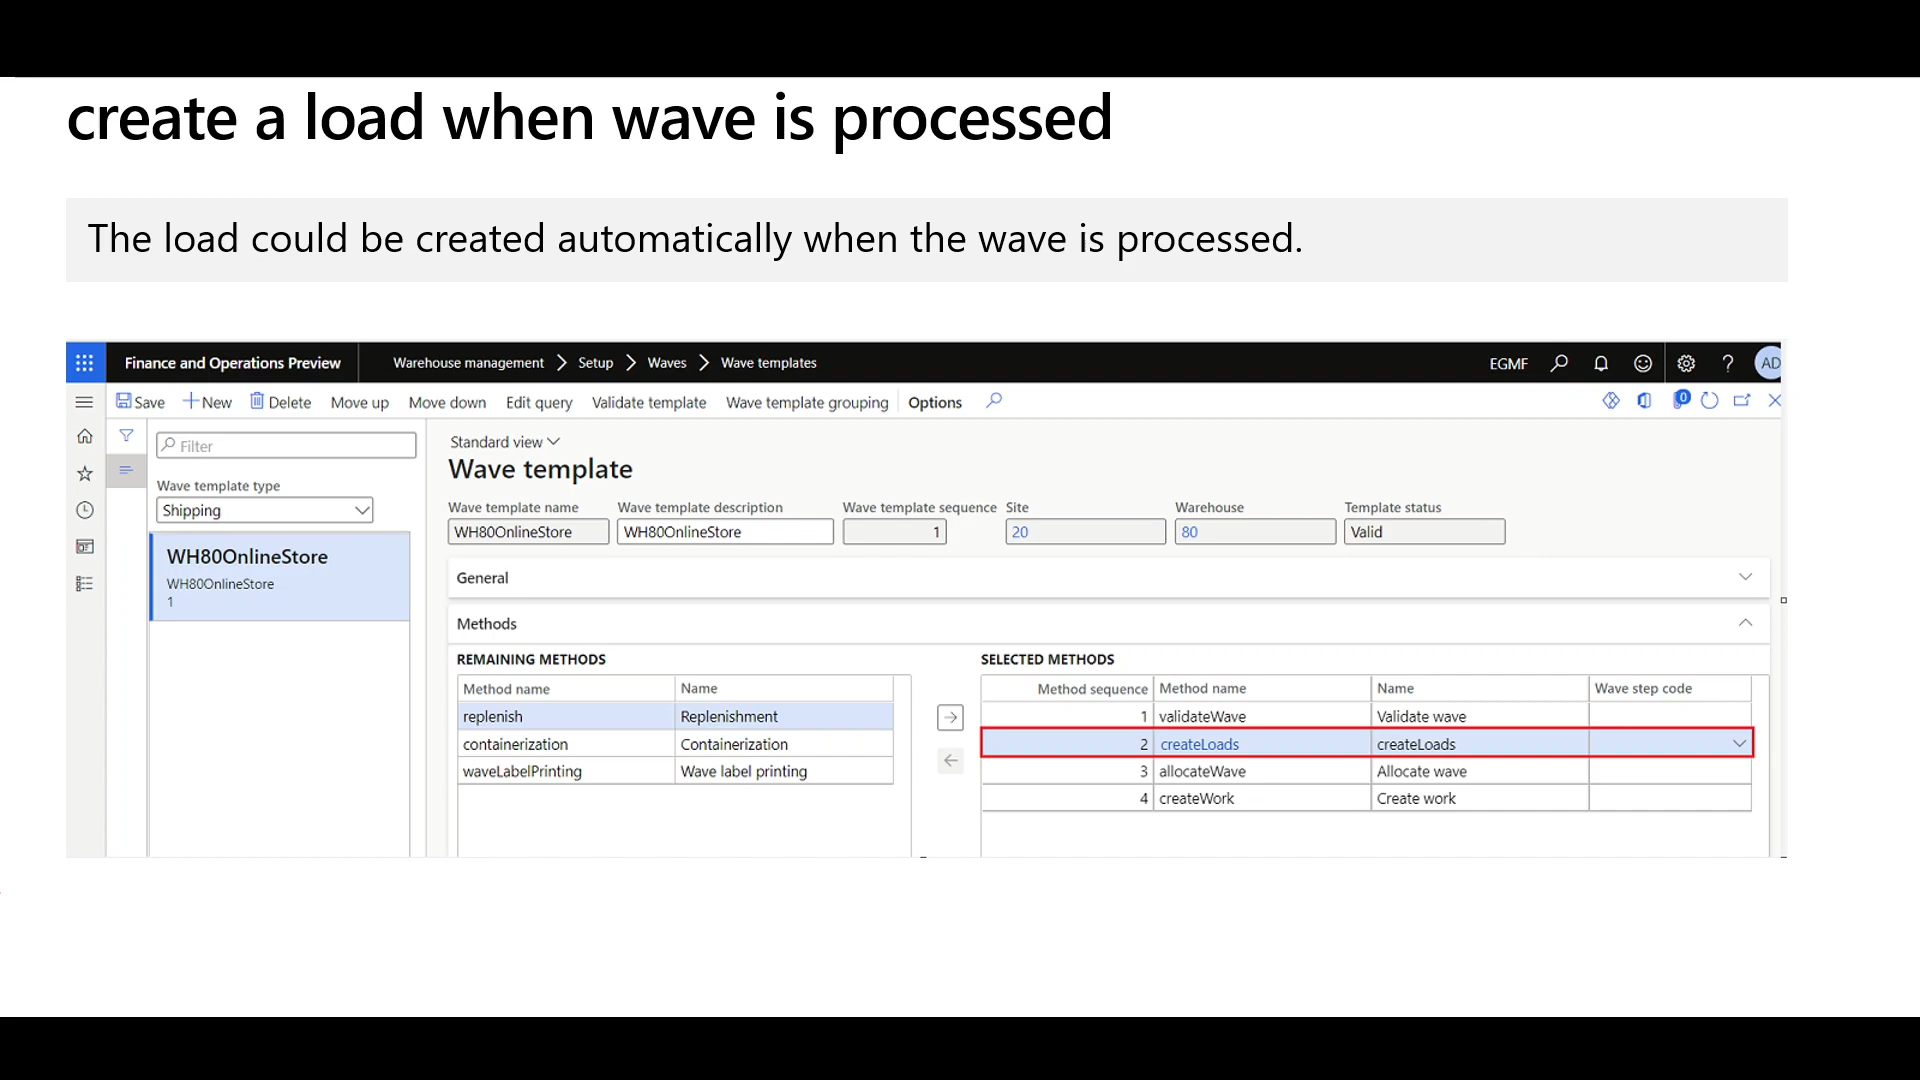 create a load when wave is processed
The load could be created automatically when the wave is processed.
Finance and Operations Preview Warehouse management Setup Waves Wave templates EGMF ? AD
Save New Delete Move up Move down Edit query Validate template Wave template grouping Options 0
Filter
Wave template type
Shipping
WH80OnlineStore
WH80OnlineStore
1
Standard view
Wave template
Wave template name Wave template description Wave template sequence Site Warehouse Template status
WH80OnlineStore WH80OnlineStore 1 20 80 Valid
General
Methods
REMAINING METHODS
Method name Name
replenish Replenishment
containerization Containerization
waveLabelPrinting Wave label printing
SELECTED METHODS
Method sequence Method name Name Wave step code
1 validateWave Validate wave
2 createLoads createLoads
3 allocateWave Allocate wave
4 createWork Create work